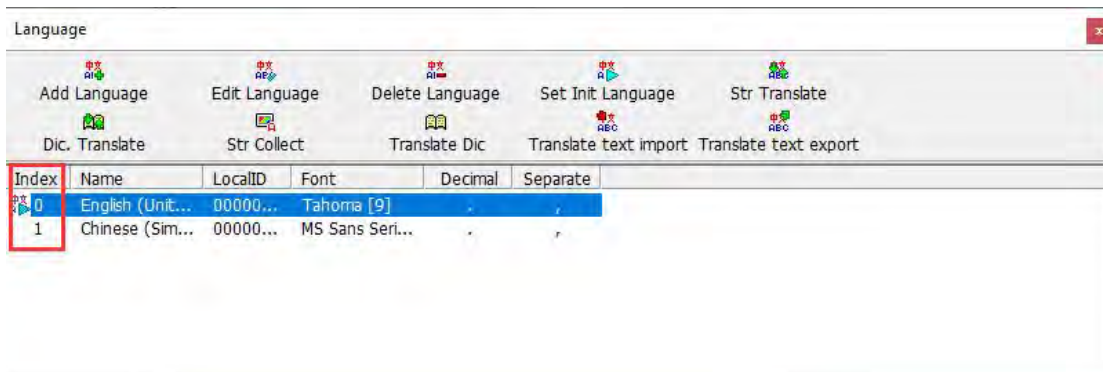 Language
x
Add Language Edit Language Delete Language Set Init Language Str Translate
Dic. Translate Str Collect Translate Dic Translate text import Translate text export
Index Name LocalID Font Decimal Separate
0 English (Unit... 00000... Tahoma [9] . ,
1 Chinese (Sim... 00000... MS Sans Seri... . ,